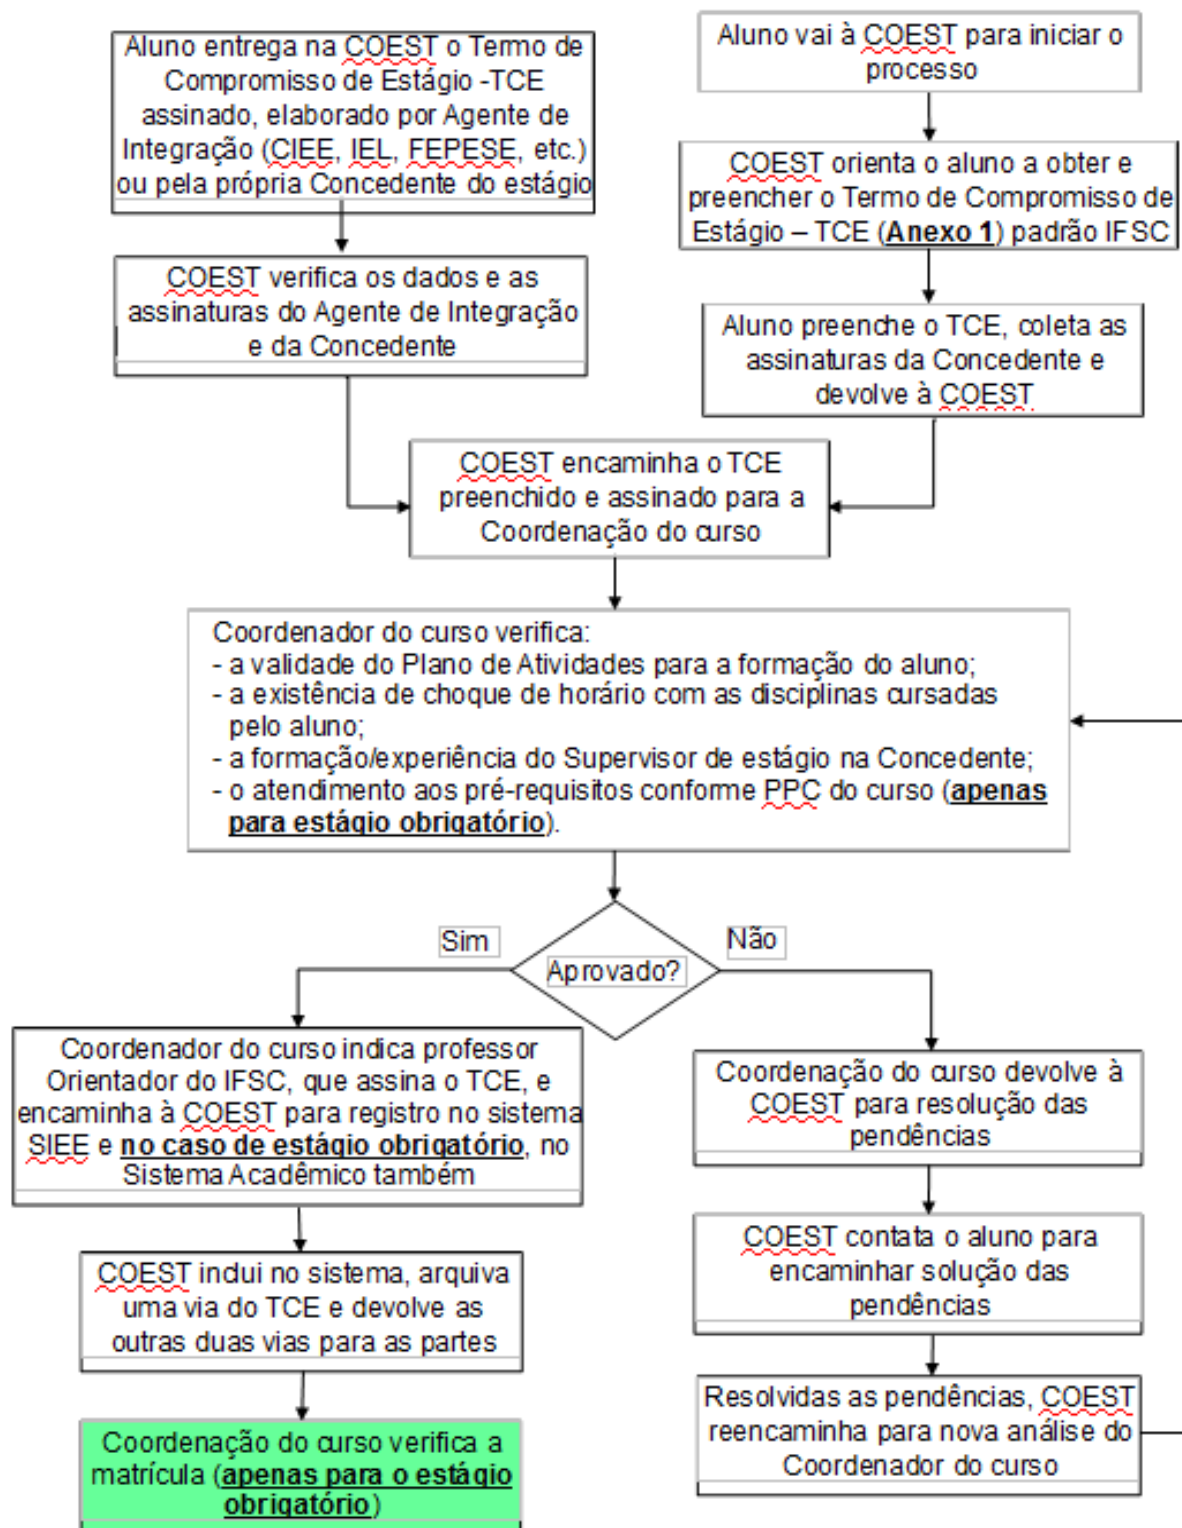 Aluno entrega na COEST o Termo de
Compromisso de Estágio -TCE
assinado, elaborado por Agente de
Integração (CIEE, IEL, FEPESE, etc.)
ou pela própria Concedente do estágio
Aluno vai à COEST para iniciar o
processo
COEST orienta o aluno a obter e
preencher o Termo de Compromisso de
Estágio – TCE (Anexo 1) padrão IFSC
COEST verifica os dados e as
assinaturas do Agente de Integração
e da Concedente
Aluno preenche o TCE, coleta as
assinaturas da Concedente e
devolve à COEST
COEST encaminha o TCE
preenchido e assinado para a
Coordenação do curso
Coordenador do curso verifica:
- a validade do Plano de Atividades para a formação do aluno;
- a existência de choque de horário com as disciplinas cursadas
pelo aluno;
- a formação/experiência do Supervisor de estágio na Concedente;
- o atendimento aos pré-requisitos conforme PPC do curso (apenas
para estágio obrigatório).
Sim
Aprovado?
Não
Coordenador do curso indica professor
Orientador do IFSC, que assina o TCE, e
encaminha à COEST para registro no sistema
SIEE e no caso de estágio obrigatório, no
Sistema Acadêmico também
Coordenação do curso devolve à
COEST para resolução das
pendências
COEST inclui no sistema, arquiva
uma via do TCE e devolve as
outras duas vias para as partes
COEST contata o aluno para
encaminhar solução das
pendências
Coordenação do curso verifica a
matrícula (apenas para o estágio
obrigatório)
Resolvidas as pendências, COEST
reencaminha para nova análise do
Coordenador do curso